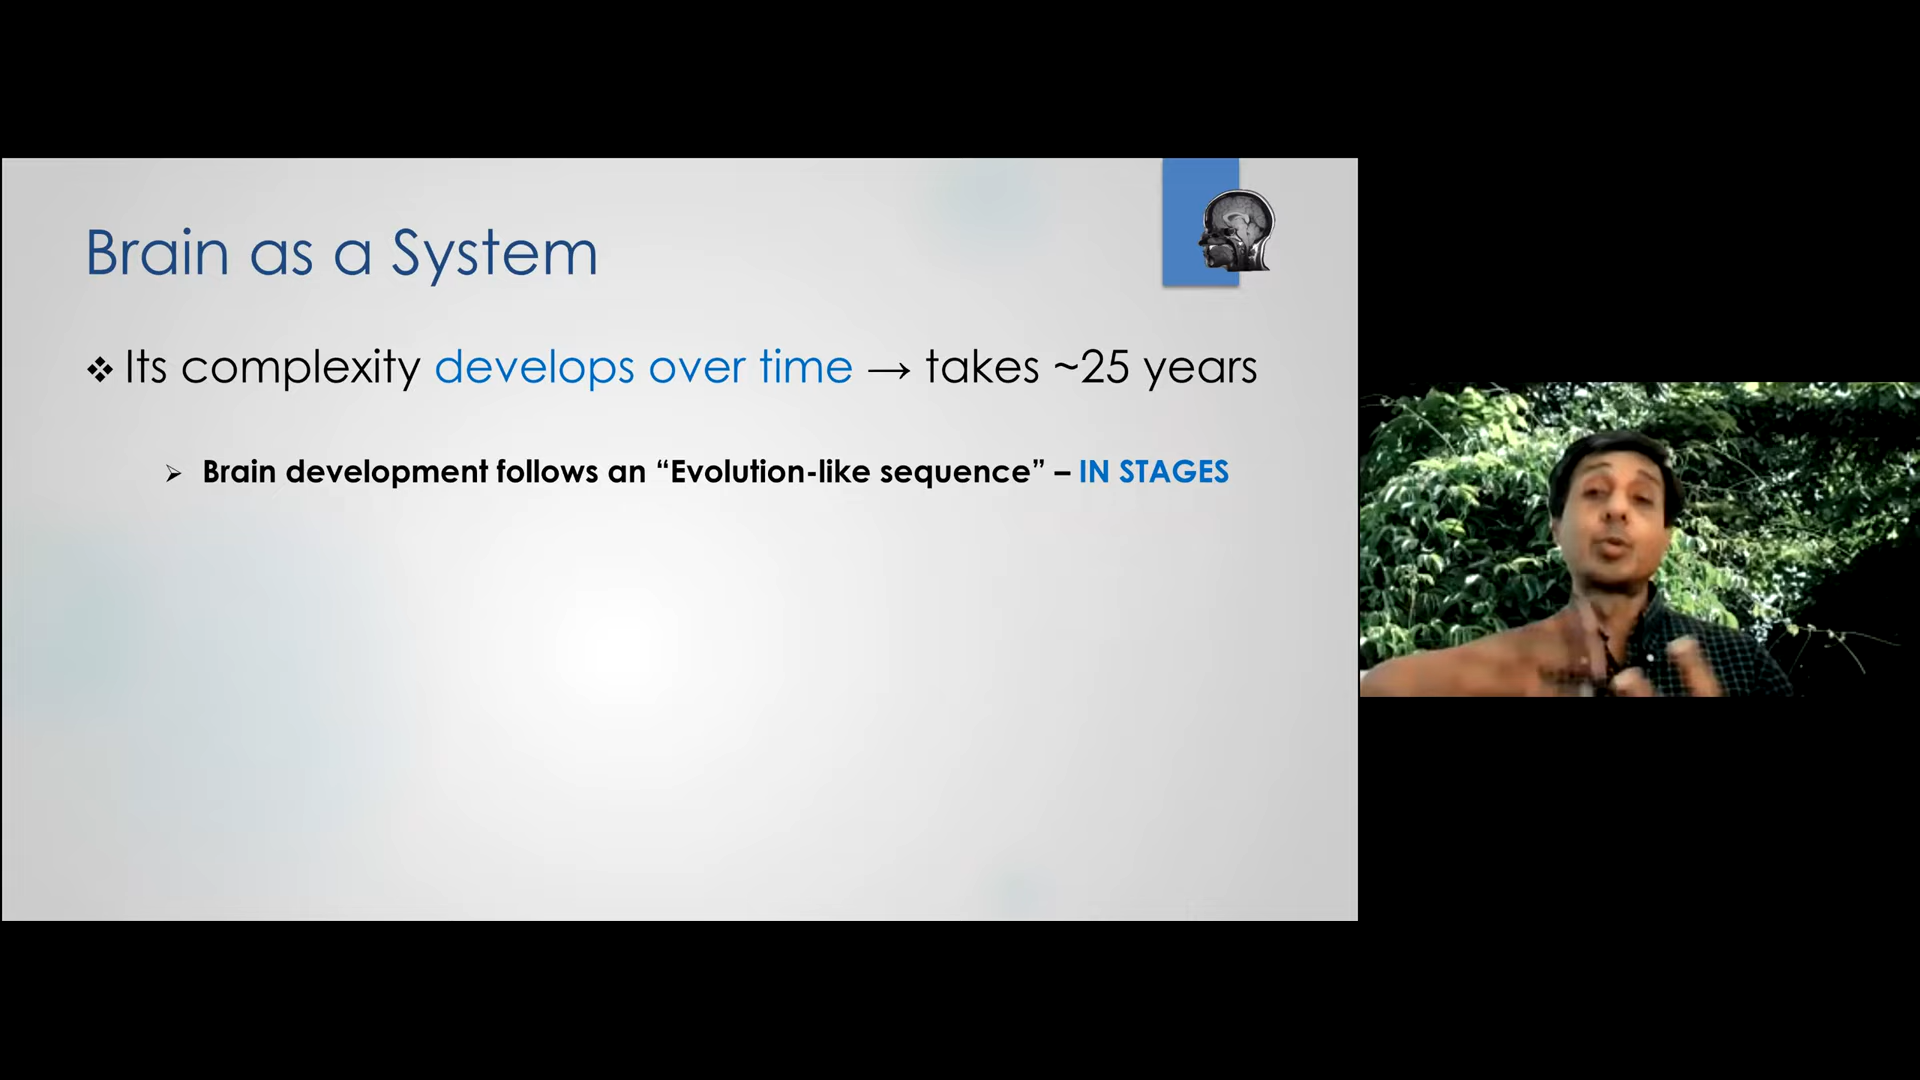 Brain as a System
❖ Its complexity develops over time → takes ~25 years
➢ Brain development follows an “Evolution-like sequence” – IN STAGES